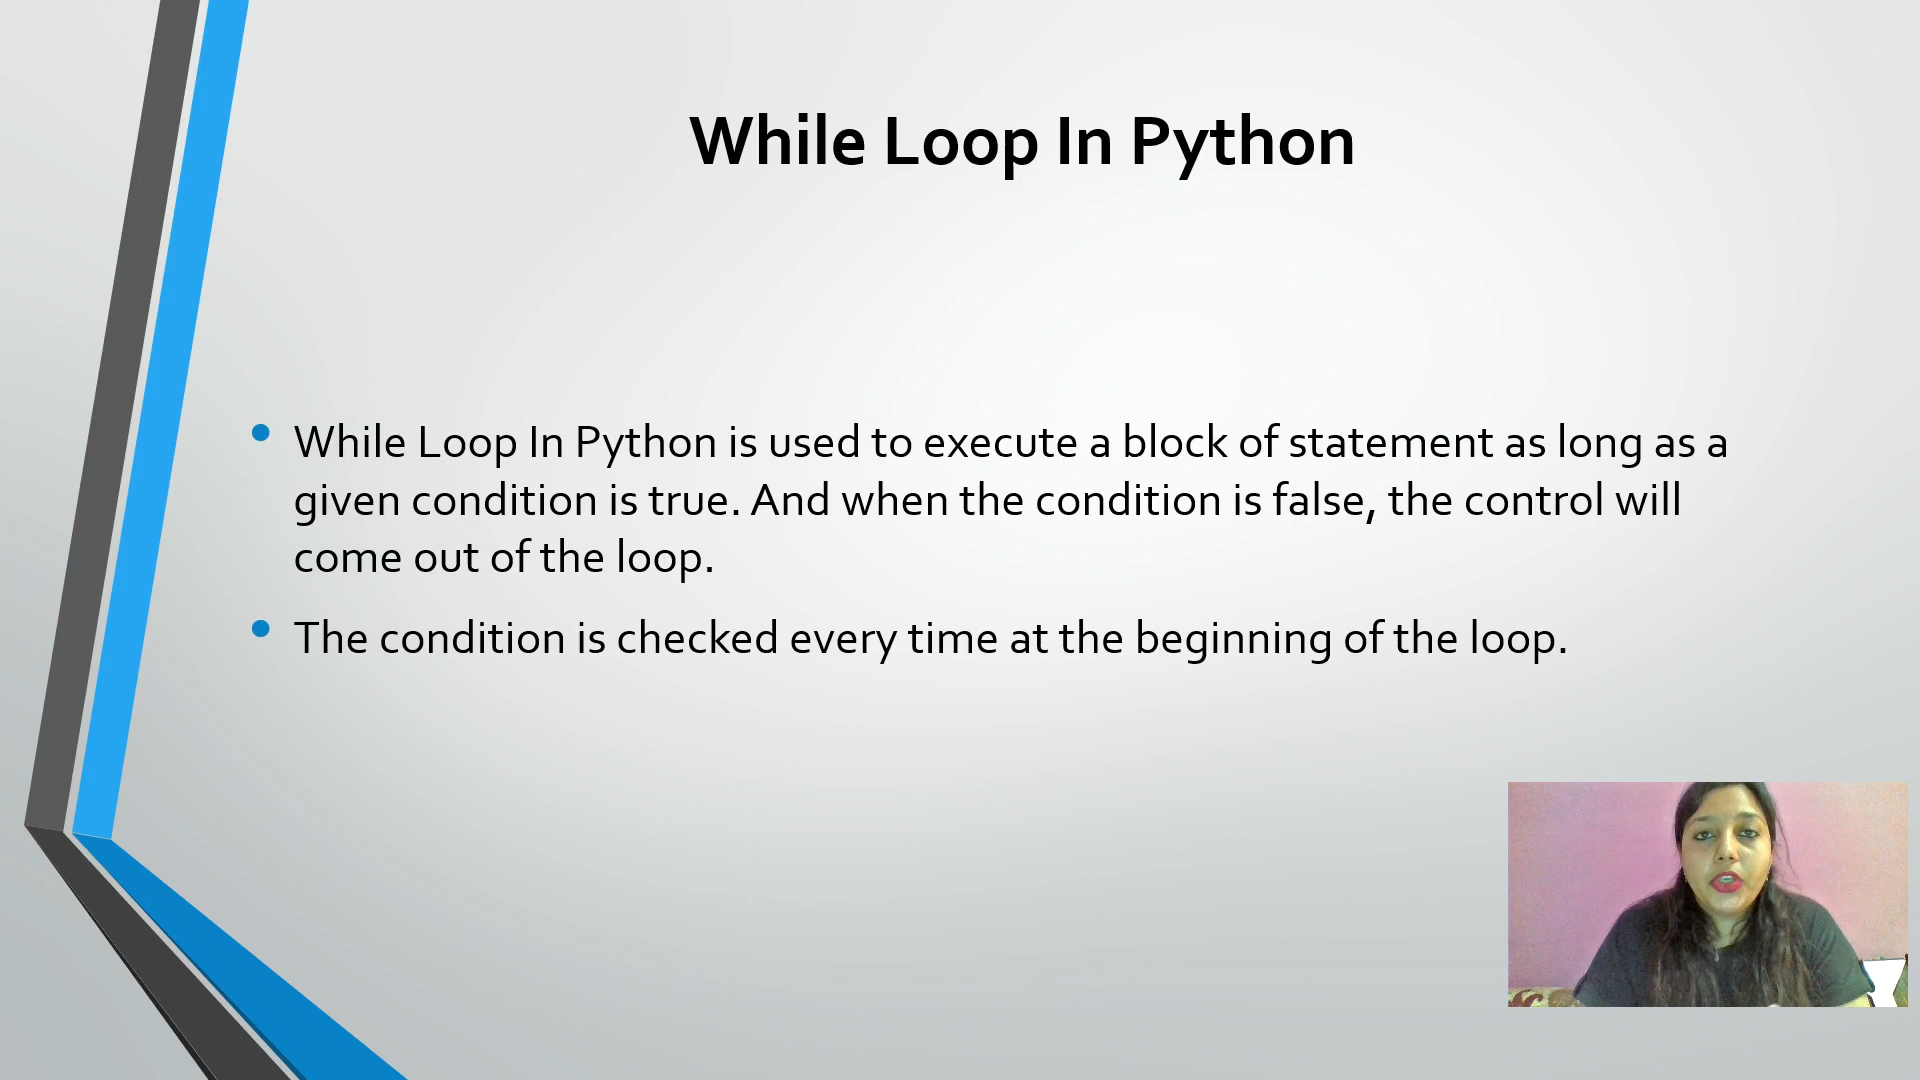 While Loop In Python
While Loop In Python is used to execute a block of statement as long as a
given condition is true. And when the condition is false, the control will
come out of the loop.
The condition is checked every time at the beginning of the loop.